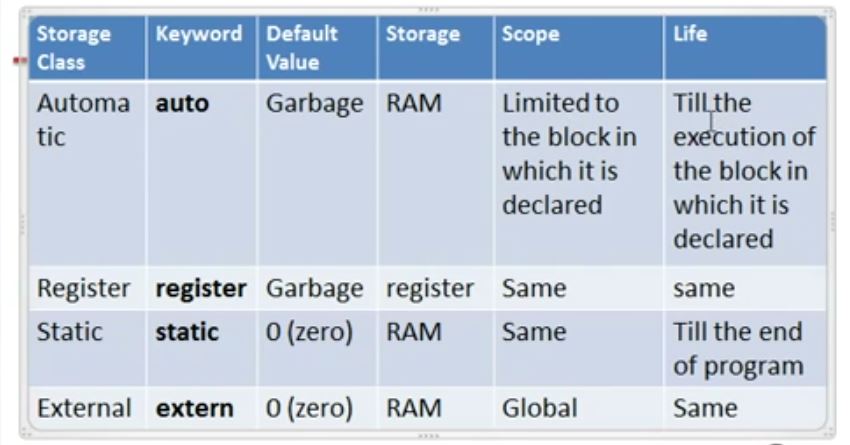 Storage Class Keyword Default Value Storage Scope Life
Automa
tic
auto
Garbage
RAM
Limited to
the block in
which it is
declared
Till the
execution of
the block in
which it is
declared
Register register Garbage register Same same
Static static 0 (zero) RAM Same Till the end
of program
External extern 0 (zero) RAM Global Same